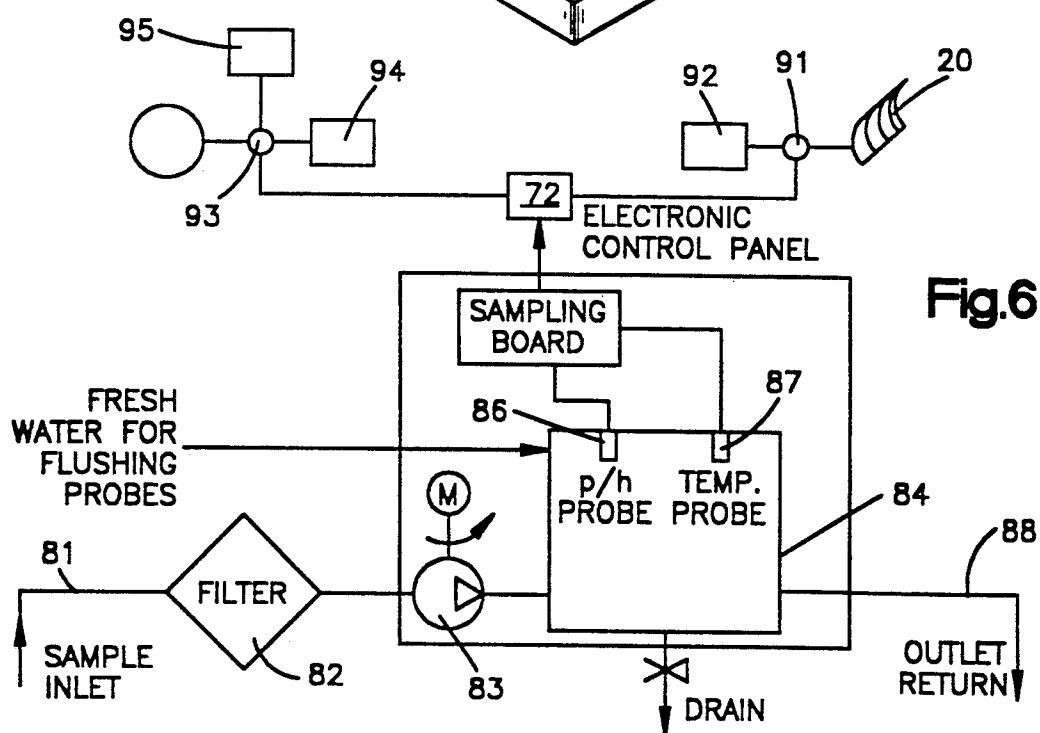 95
94
93
92
91
20
72
ELECTRONIC
CONTROL PANEL
Fig.6
SAMPLING
BOARD
FRESH
WATER FOR
FLUSHING
PROBES
86
87
p/h
PROBE
TEMP.
PROBE
84
88
M
81
FILTER
82
83
SAMPLE
INLET
DRAIN
OUTLET
RETURN